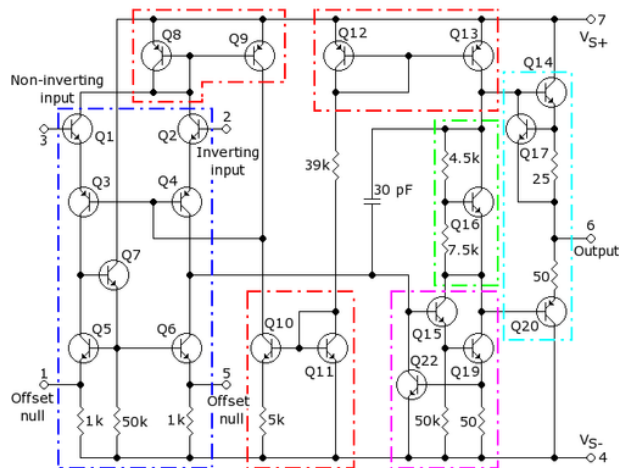 Q8
Q9
Q12
Q13
7
Q14
V_S+
Non-inverting
input
3
Q1
2
Q2
Inverting
input
Q17
4.5k
39k
30 pF
25
Q3
Q4
Q16
7.5k
6
Output
Q7
50
Q5
Q6
Q10
Q11
Q15
Q19
Q20
Q22
1
Offset
null
5
Offset
null
1k
50k
1k
5k
50k
50
V_S-
4